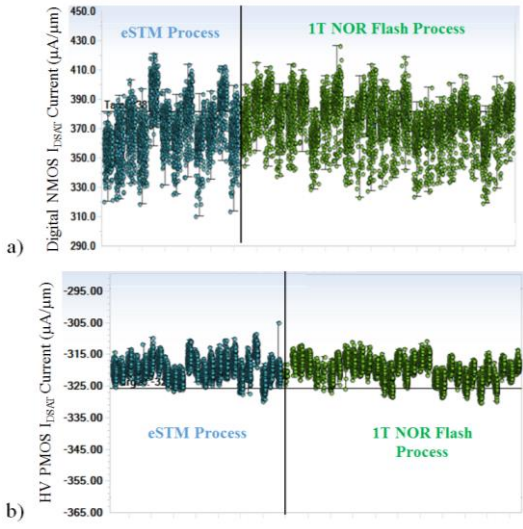 a)
Digital NMOS I_DSAT Current (µA/µm)
450.0
430.0
410.0
390.0
370.0
350.0
330.0
310.0
290.0
eSTM Process
1T NOR Flash Process
b)
HV PMOS I_DSAT Current (µA/µm)
-295.00
-305.00
-315.00
-325.00
-335.00
-345.00
-355.00
-365.00
eSTM Process
1T NOR Flash
Process